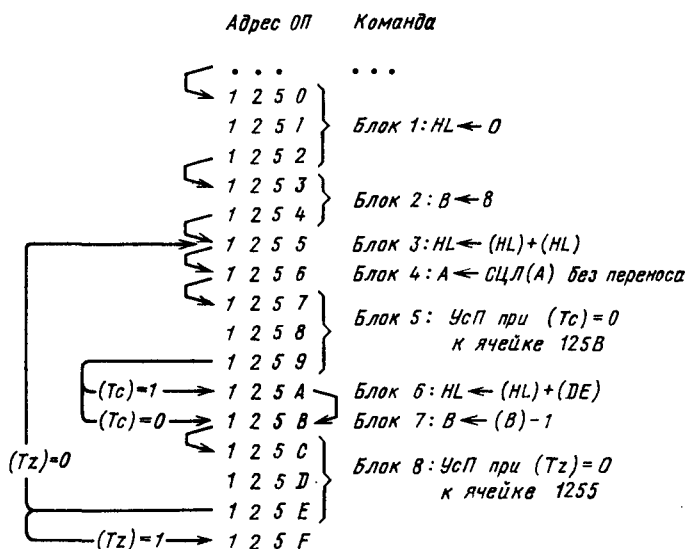 Адрес ОП Команда
. . . . . .
1 2 5 0
1 2 5 1 Блок 1: HL ← 0
1 2 5 2
1 2 5 3
Блок 2: B ← 8
1 2 5 4
1 2 5 5 Блок 3: HL ← (HL)+(HL)
1 2 5 6 Блок 4: A ← СЦЛ(A) без переноса
1 2 5 7
1 2 5 8 Блок 5: УсП при (Tc)=0
к ячейке 125B
1 2 5 9
(Tc)=1 1 2 5 A Блок 6: HL ← (HL)+(DE)
(Tc)=0 1 2 5 B Блок 7: B ← (B)-1
(Tz)=0 1 2 5 C
1 2 5 D Блок 8: УсП при (Tz)=0
к ячейке 1255
1 2 5 E
(Tz)=1 1 2 5 F